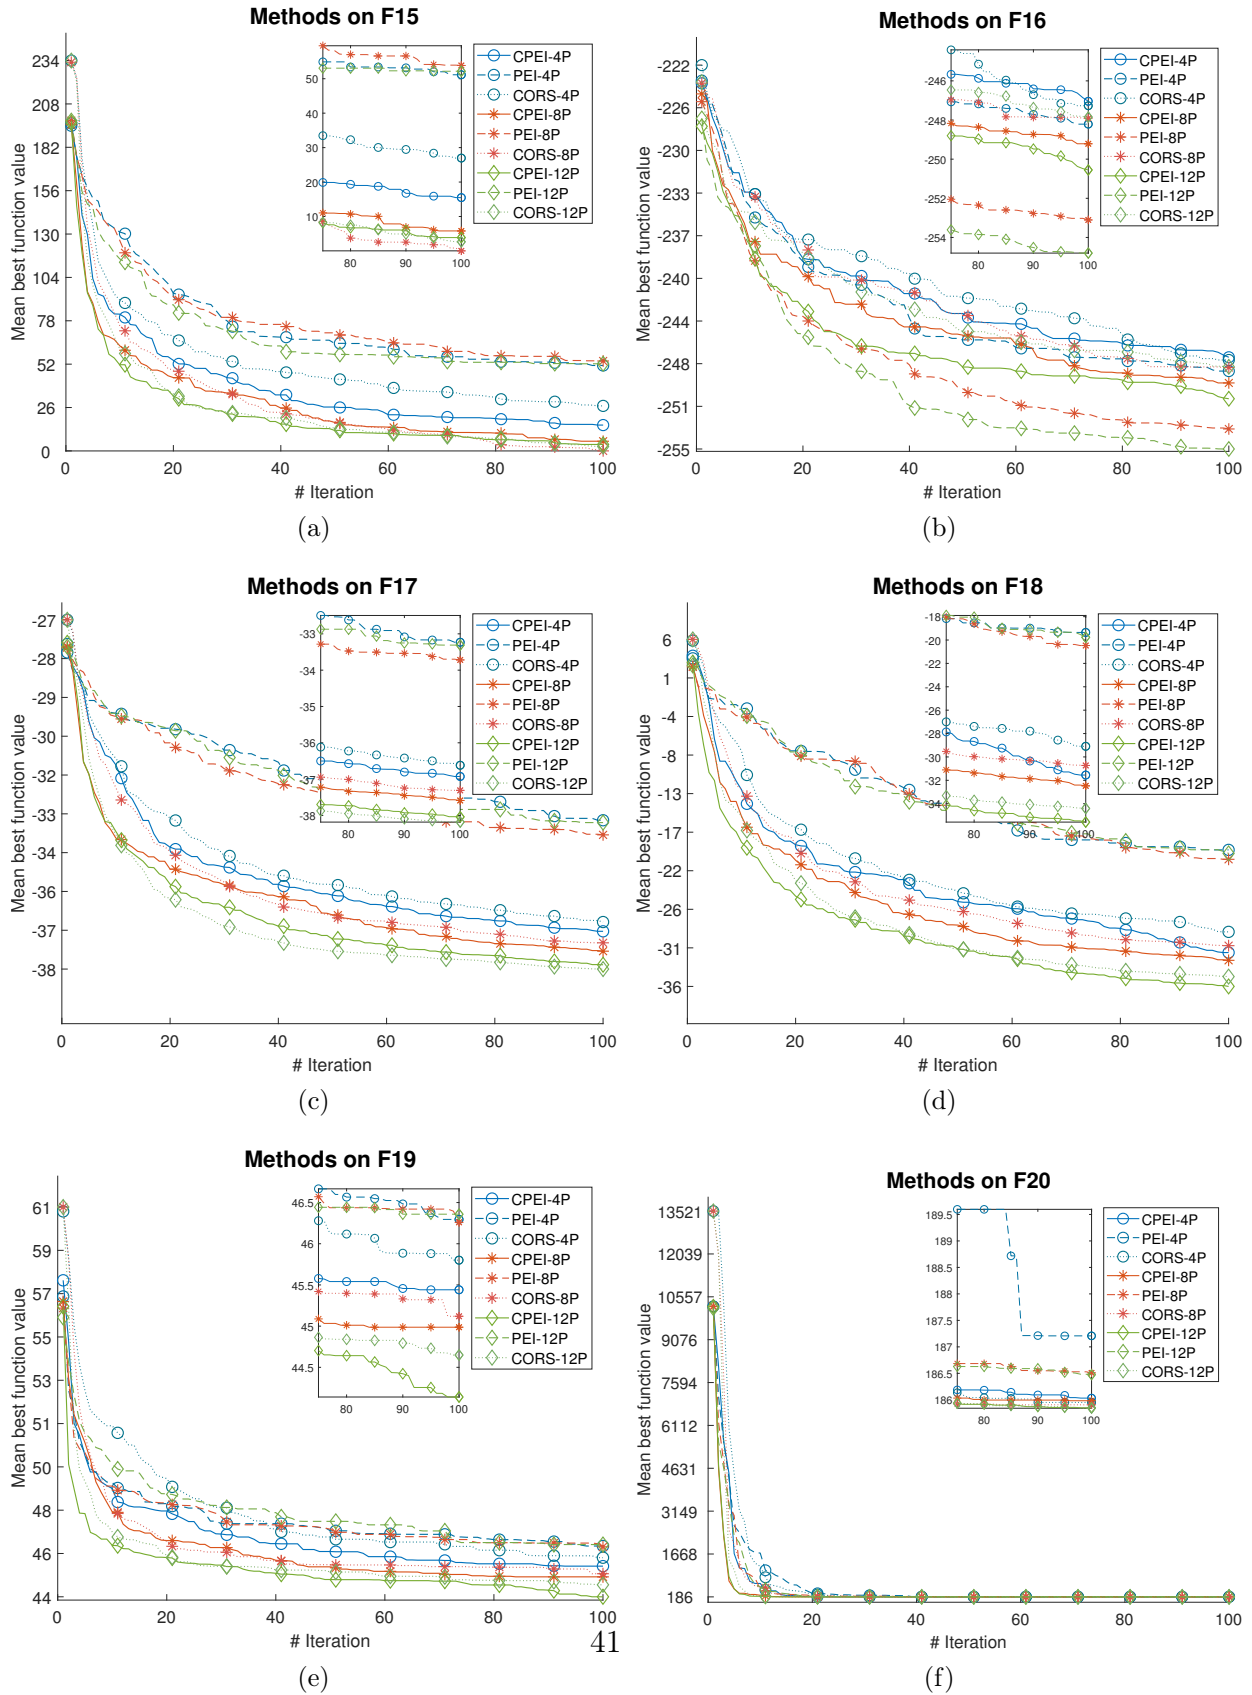 Methods on F15
Mean best function value
234
208
182
156
130
104
78
52
26
0
0 20 40 60 80 100
# Iteration
50
40
30
20
10
80 90 100
CPEI-4P
PEI-4P
CORS-4P
CPEI-8P
PEI-8P
CORS-8P
CPEI-12P
PEI-12P
CORS-12P
(a)
Methods on F16
Mean best function value
-222
-226
-230
-233
-237
-240
-244
-248
-251
-255
0 20 40 60 80 100
# Iteration
-246
-248
-250
-252
-254
80 90 100
CPEI-4P
PEI-4P
CORS-4P
CPEI-8P
PEI-8P
CORS-8P
CPEI-12P
PEI-12P
CORS-12P
(b)
Methods on F17
Mean best function value
-27
-28
-30
-32
-33
-34
-36
-37
-38
0 20 40 60 80 100
# Iteration
-33
-34
-35
-36
-37
-38
80 90 100
CPEI-4P
PEI-4P
CORS-4P
CPEI-8P
PEI-8P
CORS-8P
CPEI-12P
PEI-12P
CORS-12P
(c)
Methods on F18
Mean best function value
6
1
-4
-8
-13
-17
-22
-26
-31
-36
0 20 40 60 80 100
# Iteration
-18
-20
-22
-24
-26
-28
-30
-32
-34
80 90 100
CPEI-4P
PEI-4P
CORS-4P
CPEI-8P
PEI-8P
CORS-8P
CPEI-12P
PEI-12P
CORS-12P
(d)
Methods on F19
Mean best function value
61
59
57
55
53
51
50
48
46
44
0 20 40 60 80 100
# Iteration
46.5
46
45.5
45
44.5
80 90 100
CPEI-4P
PEI-4P
CORS-4P
CPEI-8P
PEI-8P
CORS-8P
CPEI-12P
PEI-12P
CORS-12P
(e)
Methods on F20
Mean best function value
13521
12039
10557
9076
7594
6112
4631
3149
1668
186
0 20 40 60 80 100
# Iteration
189.5
189
188.5
188
187.5
187
186.5
186
80 90 100
CPEI-4P
PEI-4P
CORS-4P
CPEI-8P
PEI-8P
CORS-8P
CPEI-12P
PEI-12P
CORS-12P
(f)
41